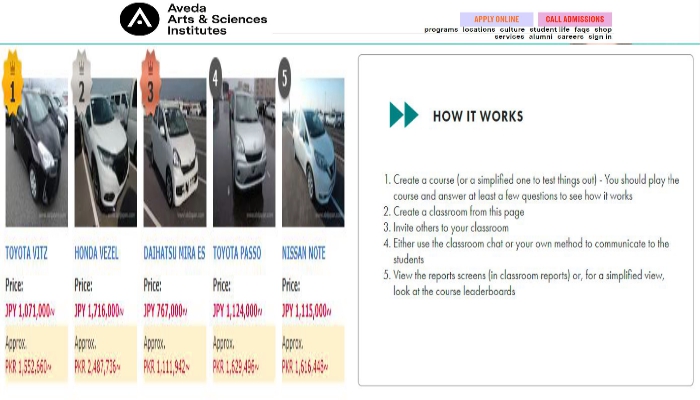 Aveda
Arts & Sciences
Institutes
APPLY ONLINE
CALL ADMISSIONS
programs locations culture student life faqs shop
services alumni careers sign in
1
2
3
4
5
TOYOTA VITZ
HONDA VEZEL
DAIHATSU MIRA ES
TOYOTA PASSO
NISSAN NOTE
Price:
Price:
Price:
Price:
Price:
JPY 1,071,000~
JPY 1,716,000~
JPY 767,000~
JPY 1,124,000~
JPY 1,115,000~
Approx.
Approx.
Approx.
Approx.
Approx.
PKR 1,552,660~
PKR 2,487,736~
PKR 1,111,942~
PKR 1,629,496~
PKR 1,616,448~
HOW IT WORKS
1. Create a course (or a simplified one to test things out) - You should play the
course and answer at least a few questions to see how it works
2. Create a classroom from this page
3. Invite others to your classroom
4. Either use the classroom chat or your own method to communicate to the
students
5. View the reports screens (in classroom reports) or, for a simplified view,
look at the course leaderboards